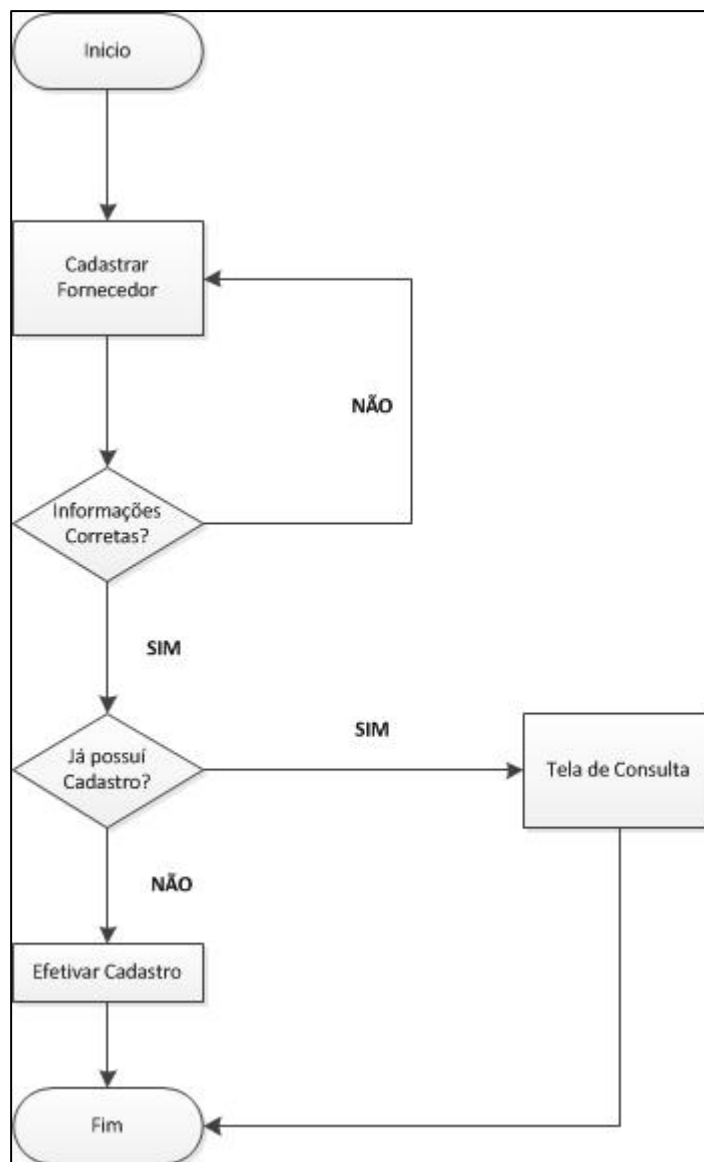 Inicio
Cadastrar
Fornecedor
NÃO
Informações
Corretas?
SIM
Já possuí
Cadastro?
SIM
Tela de Consulta
NÃO
Efetivar Cadastro
Fim